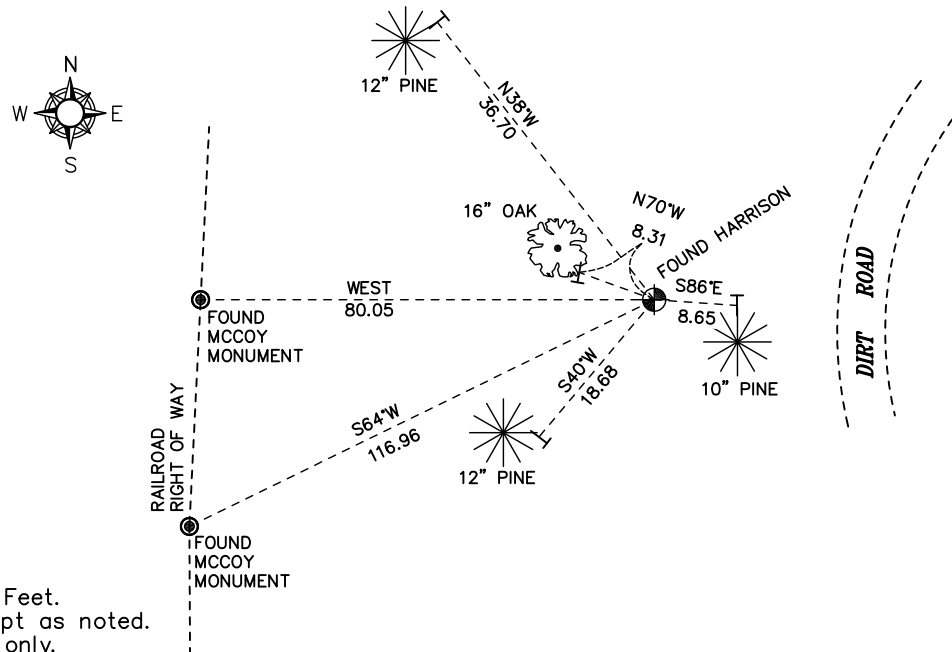 N
W E
S
12” PINE
N38°W
36.70
16” OAK
N70°W
8.31
FOUND HARRISON
S86°E
8.65
10” PINE
DIRT ROAD
WEST
80.05
FOUND
MCCOY
MONUMENT
S40°W
18.68
12” PINE
S64°W
116.96
RAILROAD
RIGHT OF WAY
FOUND
MCCOY
MONUMENT
Feet.
pt as noted.
only.